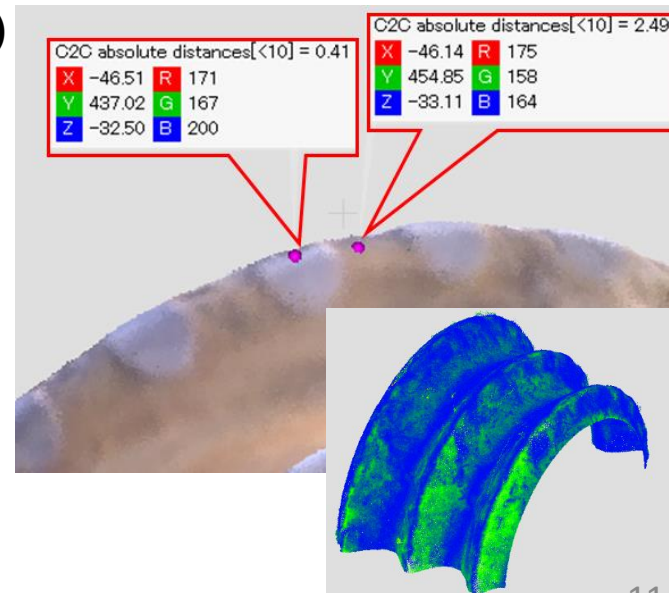 )
C2C absolute distances[<10] = 0.41
X -46.51 R 171
Y 437.02 G 167
Z -32.50 B 200
C2C absolute distances[<10] = 2.49
X -46.14 R 175
Y 454.85 G 158
Z -33.11 B 164
11